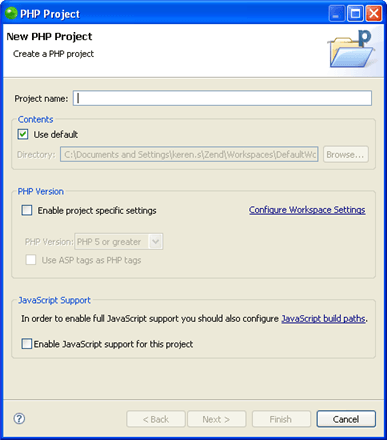 PHP Project
New PHP Project
Create a PHP project
Project name:
Contents
Use default
Directory: C:\Documents and Settings\keren.s\Zend\Workspaces\DefaultWc Browse...
PHP Version
Enable project specific settings Configure Workspace Settings
PHP Version: PHP 5 or greater
Use ASP tags as PHP tags
JavaScript Support
In order to enable full JavaScript support you should also configure JavaScript build paths.
Enable JavaScript support for this project
? < Back Next > Finish Cancel